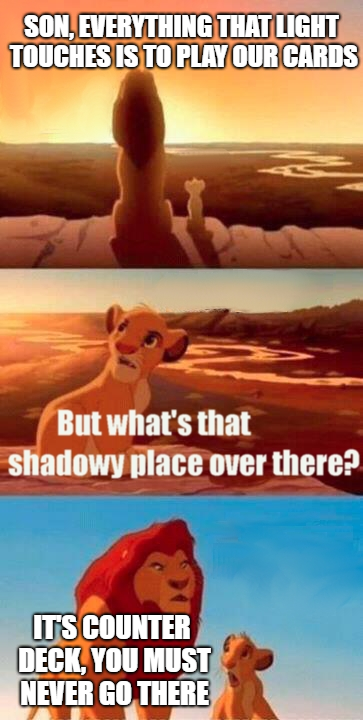 SON, EVERYTHING THAT LIGHT
TOUCHES IS TO PLAY OUR CARDS
But what's that
shadowy place over there?
IT'S COUNTER
DECK, YOU MUST
NEVER GO THERE